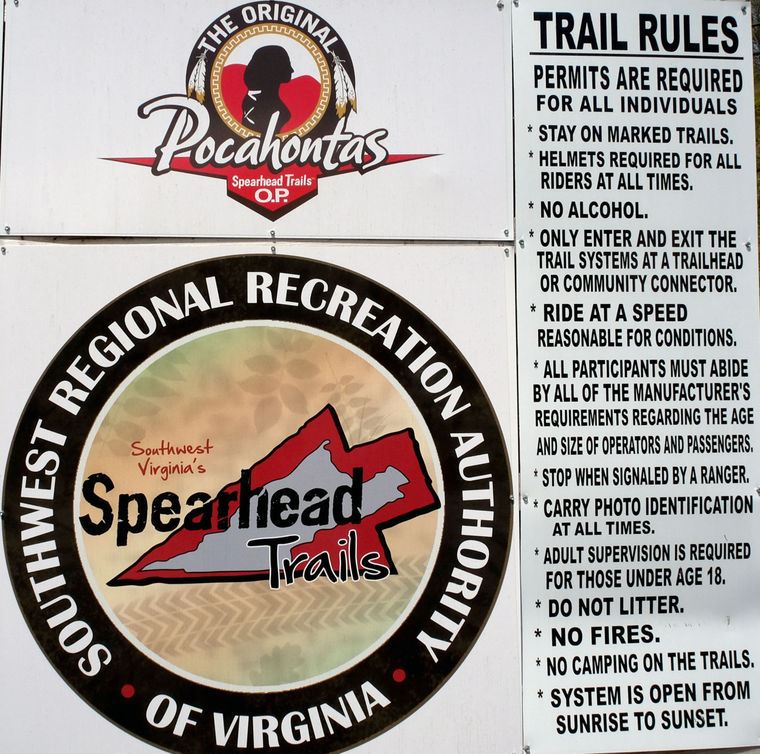 THE ORIGINAL
Pocahontas
Spearhead Trails
O.P.
SOUTHWEST REGIONAL RECREATION AUTHORITY
• OF VIRGINIA •
Southwest
Virginia's
Spearhead
Trails
TRAIL RULES
PERMITS ARE REQUIRED
FOR ALL INDIVIDUALS
* STAY ON MARKED TRAILS.
* HELMETS REQUIRED FOR ALL
RIDERS AT ALL TIMES.
* NO ALCOHOL.
* ONLY ENTER AND EXIT THE
TRAIL SYSTEMS AT A TRAILHEAD
OR COMMUNITY CONNECTOR.
* RIDE AT A SPEED
REASONABLE FOR CONDITIONS.
* ALL PARTICIPANTS MUST ABIDE
BY ALL OF THE MANUFACTURER'S
REQUIREMENTS REGARDING THE AGE
AND SIZE OF OPERATORS AND PASSENGERS.
* STOP WHEN SIGNALED BY A RANGER.
* CARRY PHOTO IDENTIFICATION
AT ALL TIMES.
* ADULT SUPERVISION IS REQUIRED
FOR THOSE UNDER AGE 18.
* DO NOT LITTER.
* NO FIRES.
* NO CAMPING ON THE TRAILS.
* SYSTEM IS OPEN FROM
SUNRISE TO SUNSET.